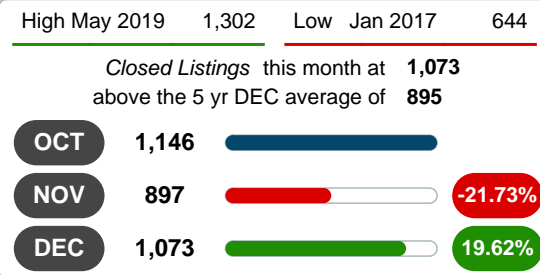 High May 2019 1,302 Low Jan 2017 644
Closed Listings this month at 1,073
above the 5 yr DEC average of 895
OCT 1,146
NOV 897 -21.73%
DEC 1,073 19.62%